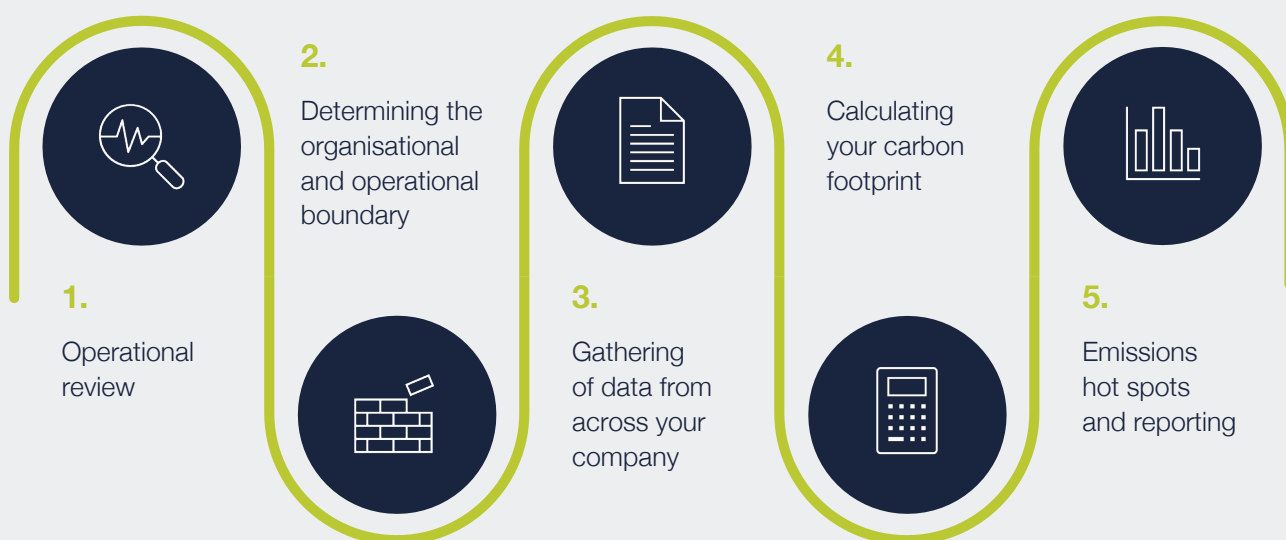 1.
Operational
review
2.
Determining the
organisational
and operational
boundary
3.
Gathering
of data from
across your
company
4.
Calculating
your carbon
footprint
5.
Emissions
hot spots
and reporting